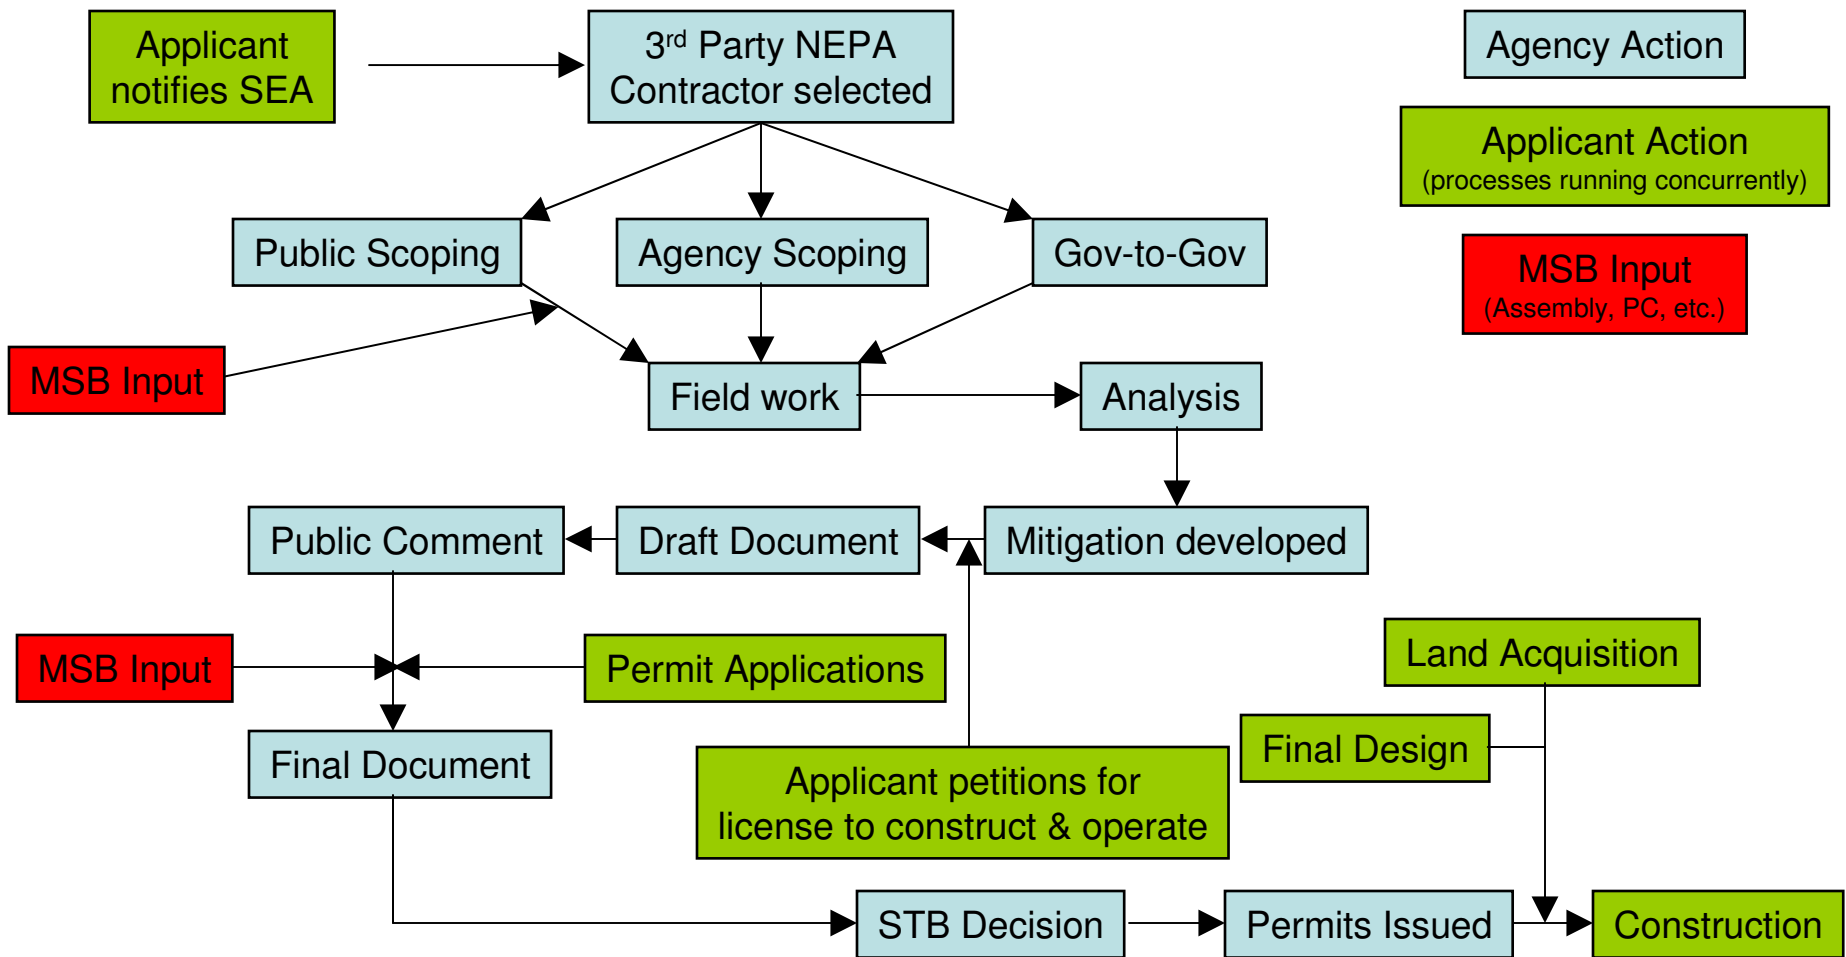 Applicant
notifies SEA
3rd Party NEPA
Contractor selected
Agency Action
Applicant Action
(processes running concurrently)
MSB Input
(Assembly, PC, etc.)
Public Scoping
Agency Scoping
Gov-to-Gov
MSB Input
Field work
Analysis
Public Comment
Draft Document
Mitigation developed
MSB Input
Permit Applications
Land Acquisition
Final Document
Applicant petitions for
license to construct & operate
Final Design
STB Decision
Permits Issued
Construction